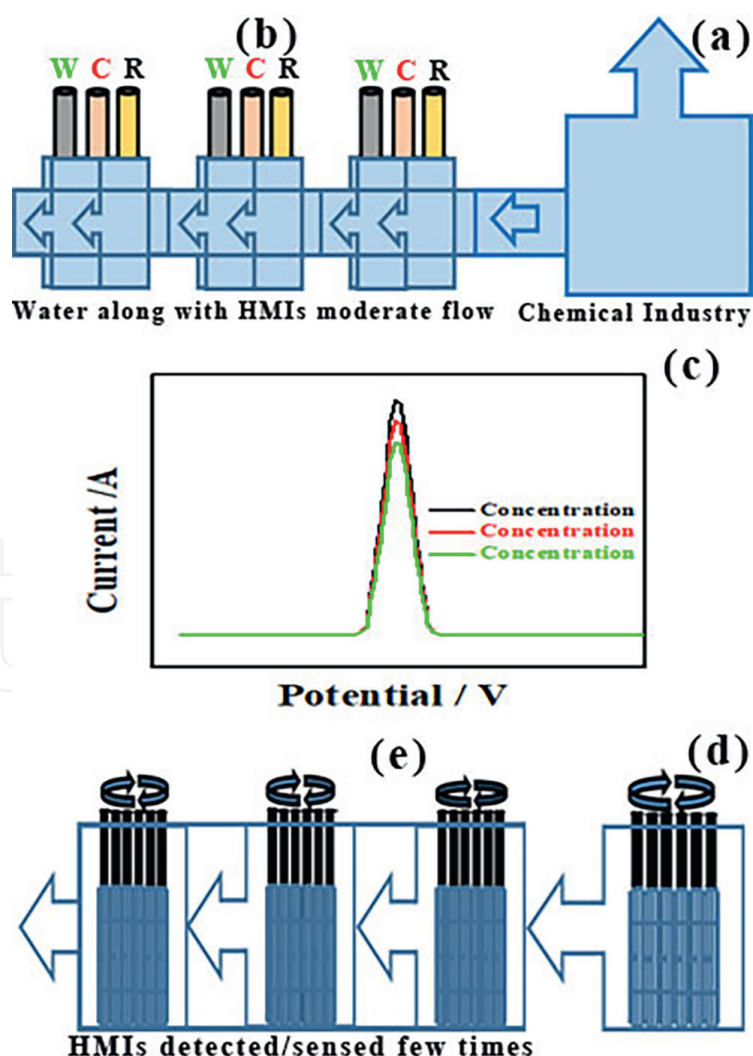 (b)
(a)
W C R
W C R
W C R
Water along with HMIs moderate flow
Chemical Industry
(c)
Current /A
Concentration
Concentration
Concentration
Potential / V
(e)
(d)
HMIs detected/sensed few times